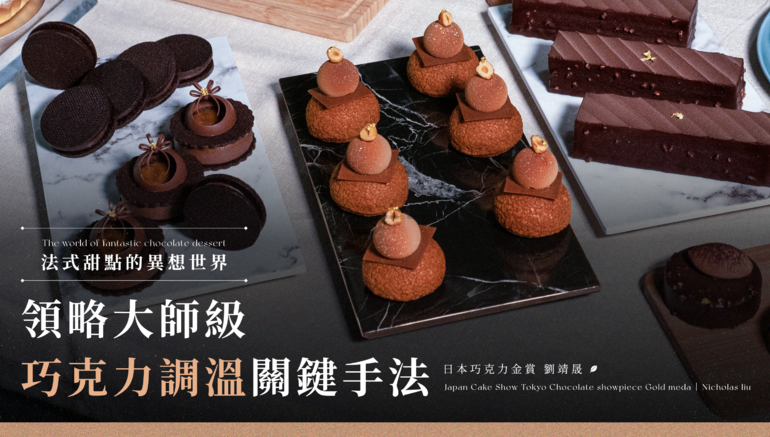 The world of fantastic chocolate dessert
法式甜點的異想世界
領略大師級
巧克力調溫關鍵手法
日本巧克力金賞 劉靖晟
Japan Cake Show Tokyo Chocolate showpiece Gold meda | Nicholas liu